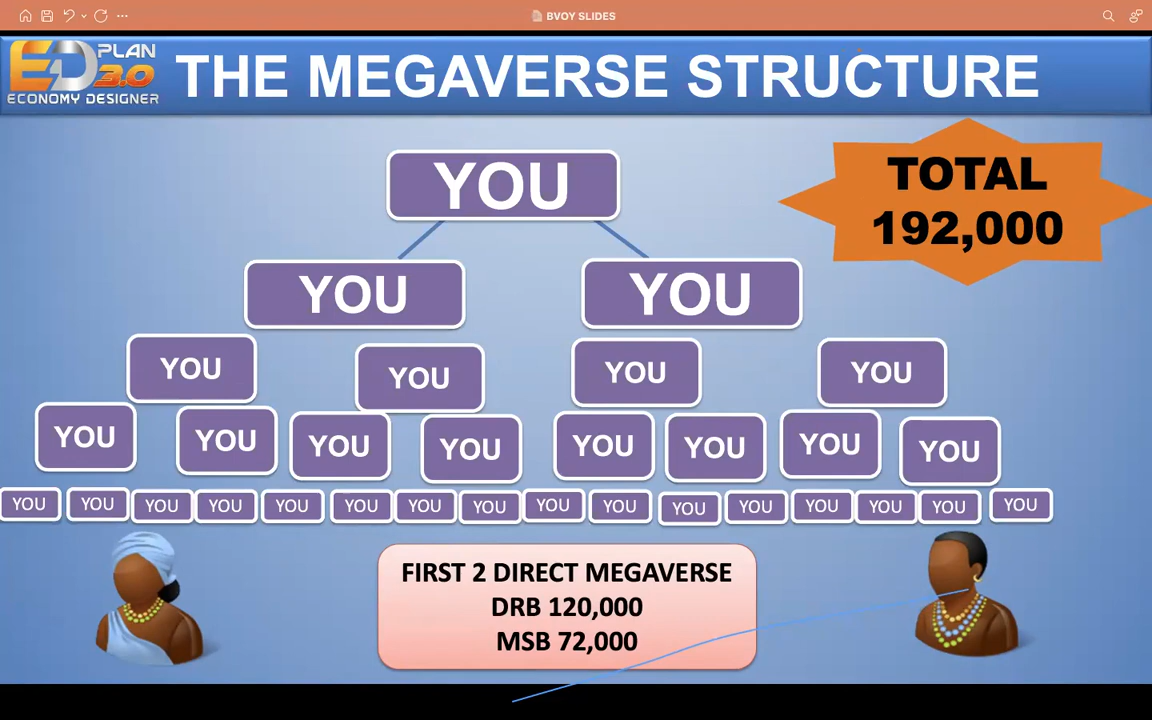 BVOY SLIDES
ED PLAN 3.0
ECONOMY DESIGNER
THE MEGAVERSE STRUCTURE
TOTAL
192,000
YOU
YOU YOU
YOU YOU YOU YOU
YOU YOU YOU YOU YOU YOU YOU YOU
YOU YOU YOU YOU YOU YOU YOU YOU YOU YOU YOU YOU YOU YOU YOU YOU
FIRST 2 DIRECT MEGAVERSE
DRB 120,000
MSB 72,000